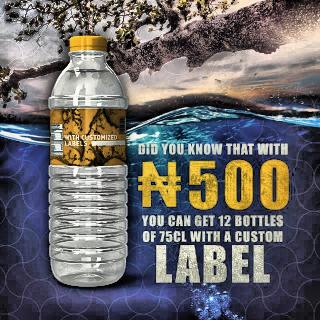 WITH CUSTOMIZED
LABELS
DID YOU KNOW THAT WITH
₦500
YOU CAN GET 12 BOTTLES
OF 75CL WITH A CUSTOM
LABEL